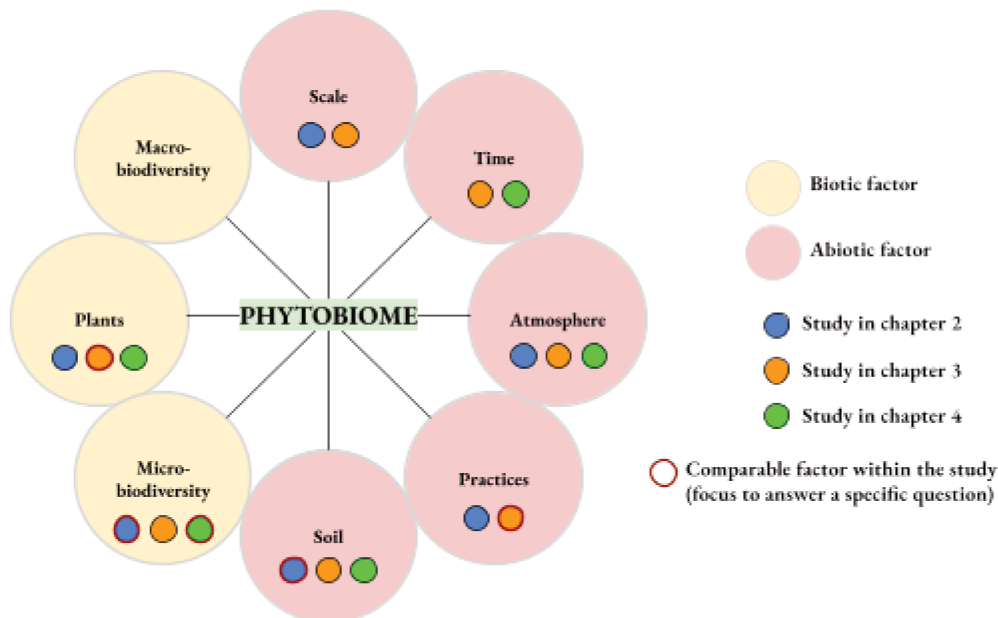 Scale
Macro-
biodiversity
Time
Biotic factor
Abiotic factor
Plants
PHYTOBIOME
Atmosphere
Study in chapter 2
Study in chapter 3
Study in chapter 4
Micro-
biodiversity
Practices
Comparable factor within the study
(focus to answer a specific question)
Soil